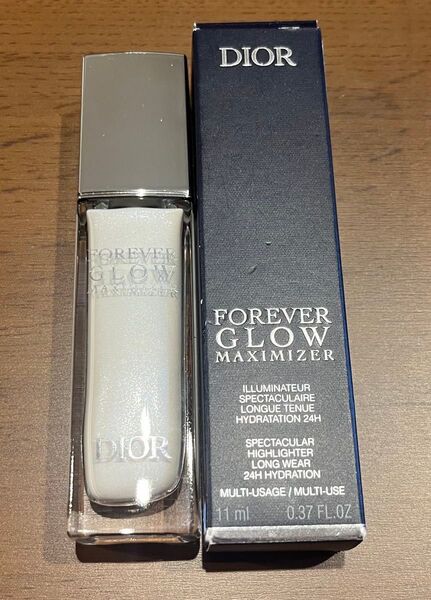 FOREVER
GLOW
MAXIMIZER
DIOR
DIOR
FOREVER
GLOW
MAXIMIZER
ILLUMINATEUR
SPECTACULAIRE
LONGUE TENUE
HYDRATATION 24H
SPECTACULAR
HIGHLIGHTER
LONG WEAR
24H HYDRATION
MULTI-USAGE / MULTI-USE
11 ml 0.37 FL.OZ